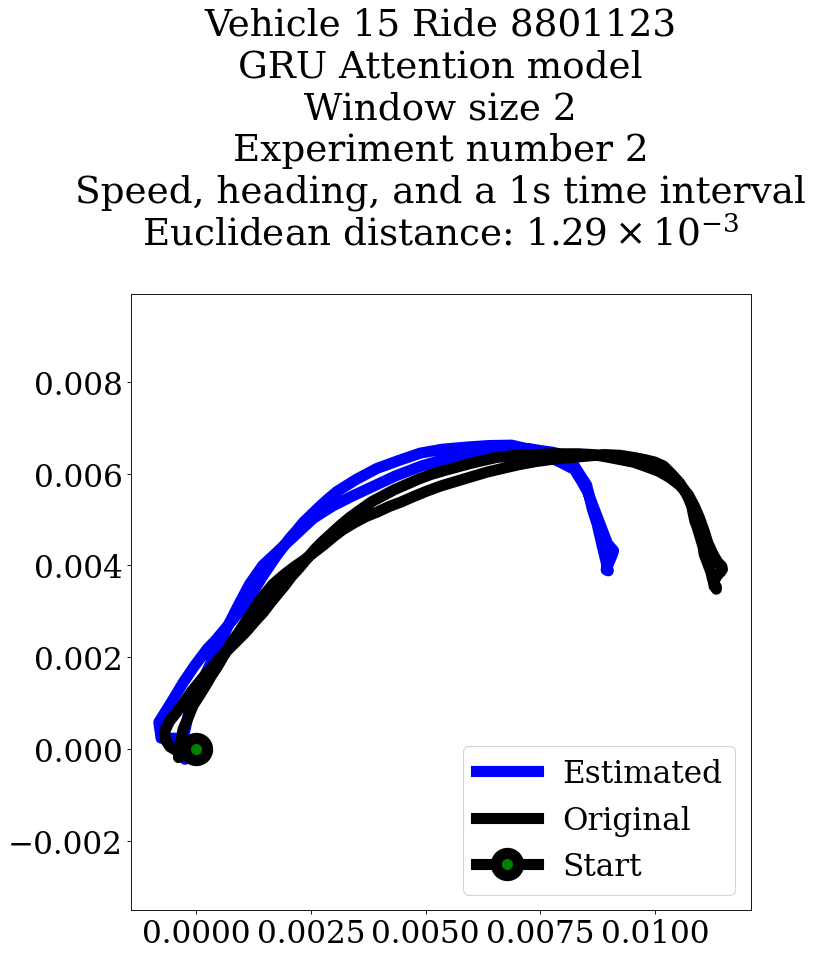 Vehicle 15 Ride 8801123
GRU Attention model
Window size 2
Experiment number 2
Speed, heading, and a 1s time interval
Euclidean distance: 1.29 × 10⁻³
0.008
0.006
0.004
0.002
0.000
−0.002
Estimated
Original
Start
0.0000 0.0025 0.0050 0.0075 0.0100